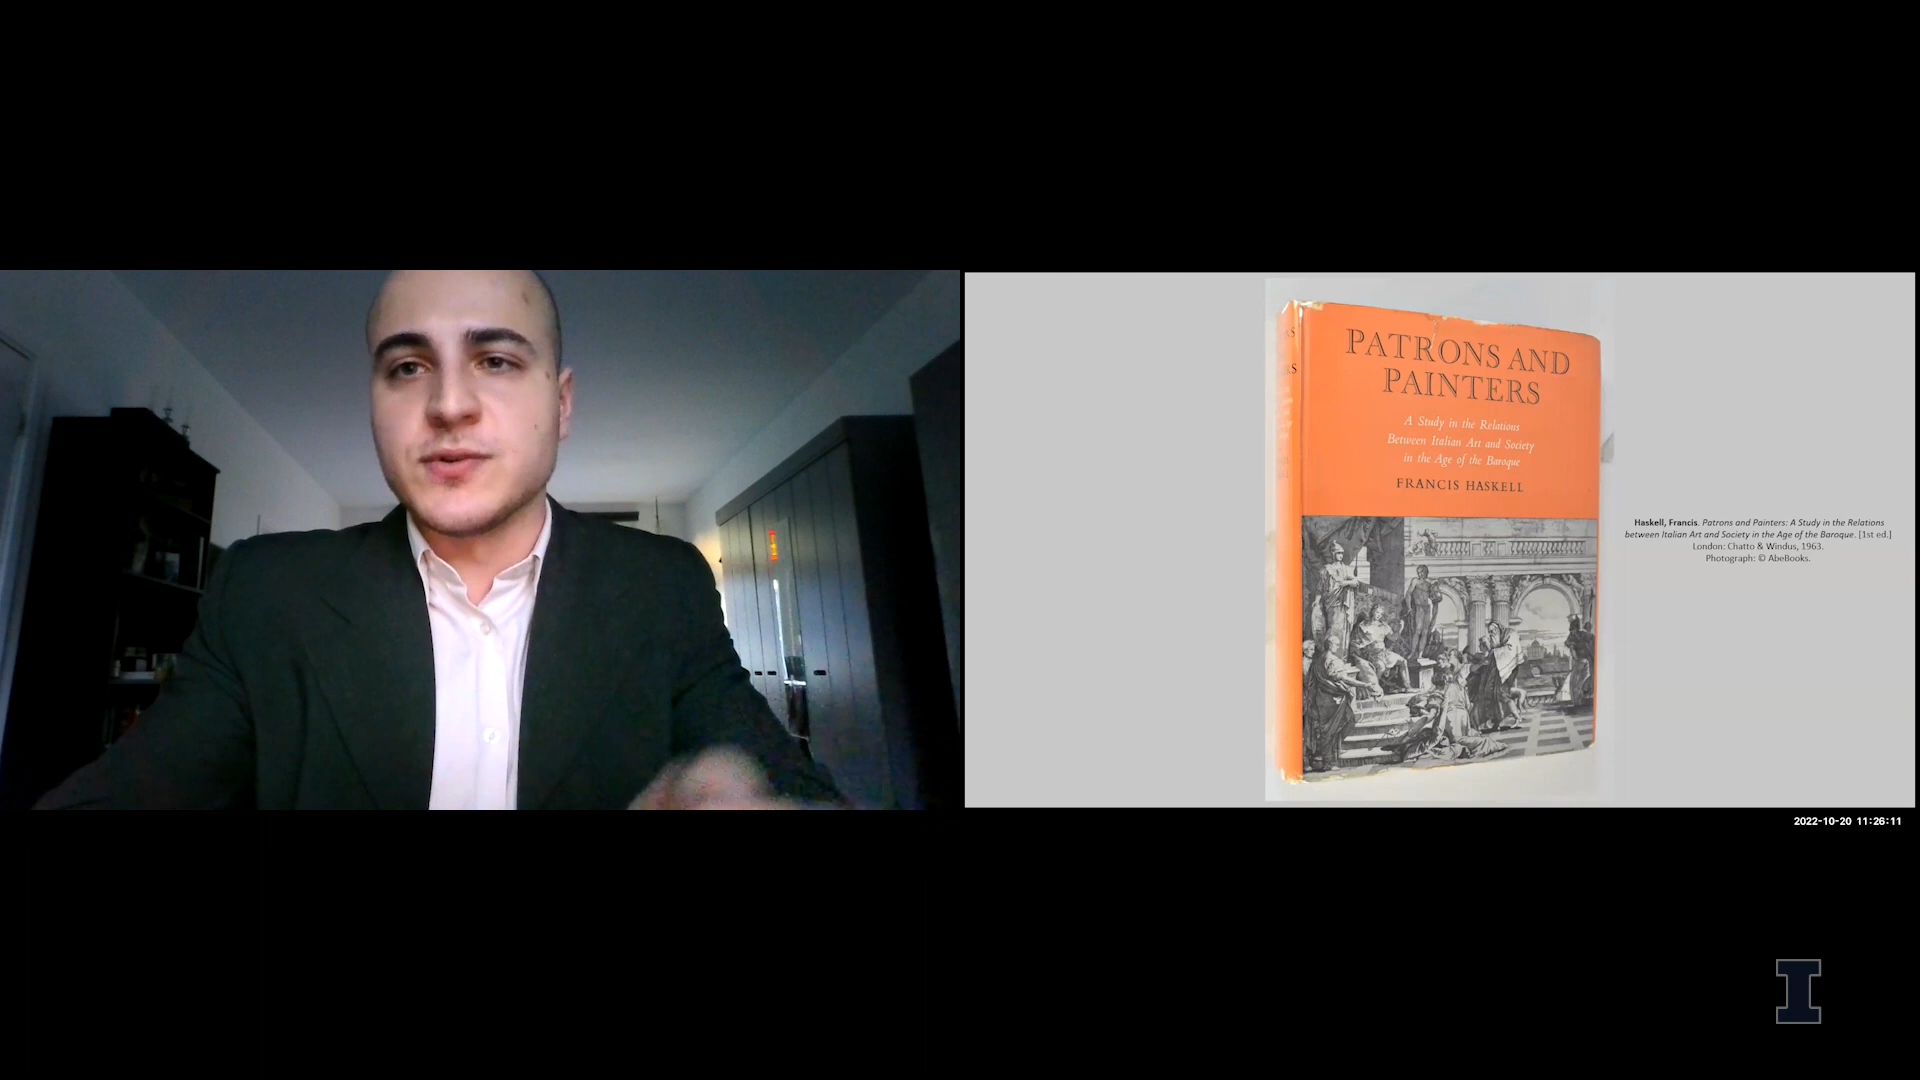 PATRONS AND
PAINTERS
A Study in the Relations
Between Italian Art and Society
in the Age of the Baroque
FRANCIS HASKELL
Haskell, Francis. Patrons and Painters: A Study in the Relations
between Italian Art and Society in the Age of the Baroque. [1st ed.]
London: Chatto & Windus, 1963.
Photograph: © AbeBooks.
2022-10-20 11:26:11
I